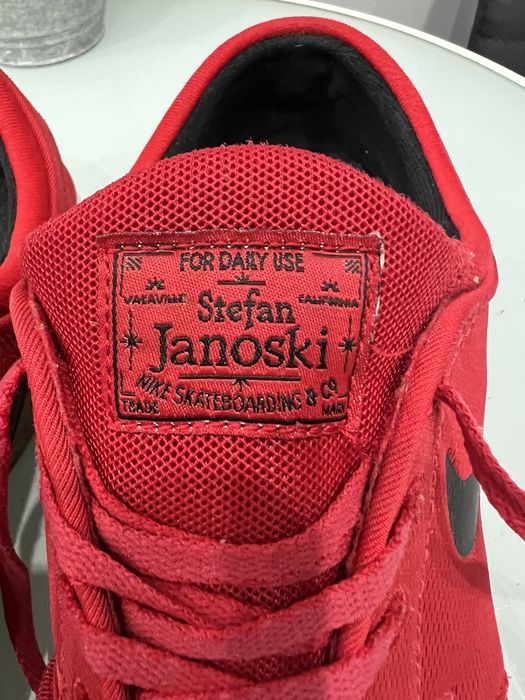 FOR DAILY USE
VACAVILLE CALIFORNIA
Stefan
Janoski
NIKE SKATEBOARDING & Co
TRADE MARK